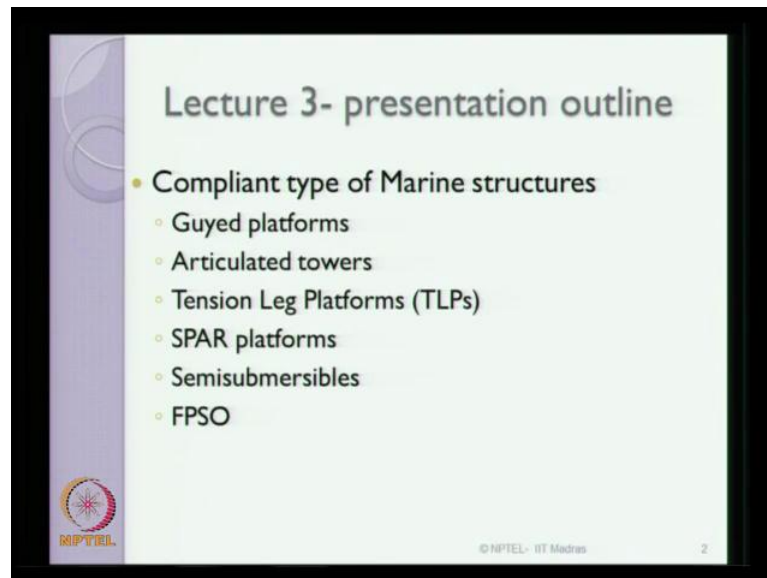 Lecture 3- presentation outline
• Compliant type of Marine structures
◦ Guyed platforms
◦ Articulated towers
◦ Tension Leg Platforms (TLPs)
◦ SPAR platforms
◦ Semisubmersibles
◦ FPSO
NPTEL
© NPTEL- IIT Madras
2